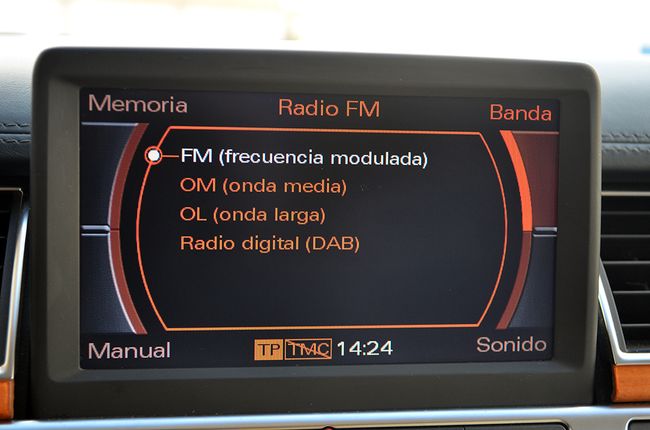 Memoria
Radio FM
Banda
FM (frecuencia modulada)
OM (onda media)
OL (onda larga)
Radio digital (DAB)
Manual
TP TMC 14:24
Sonido